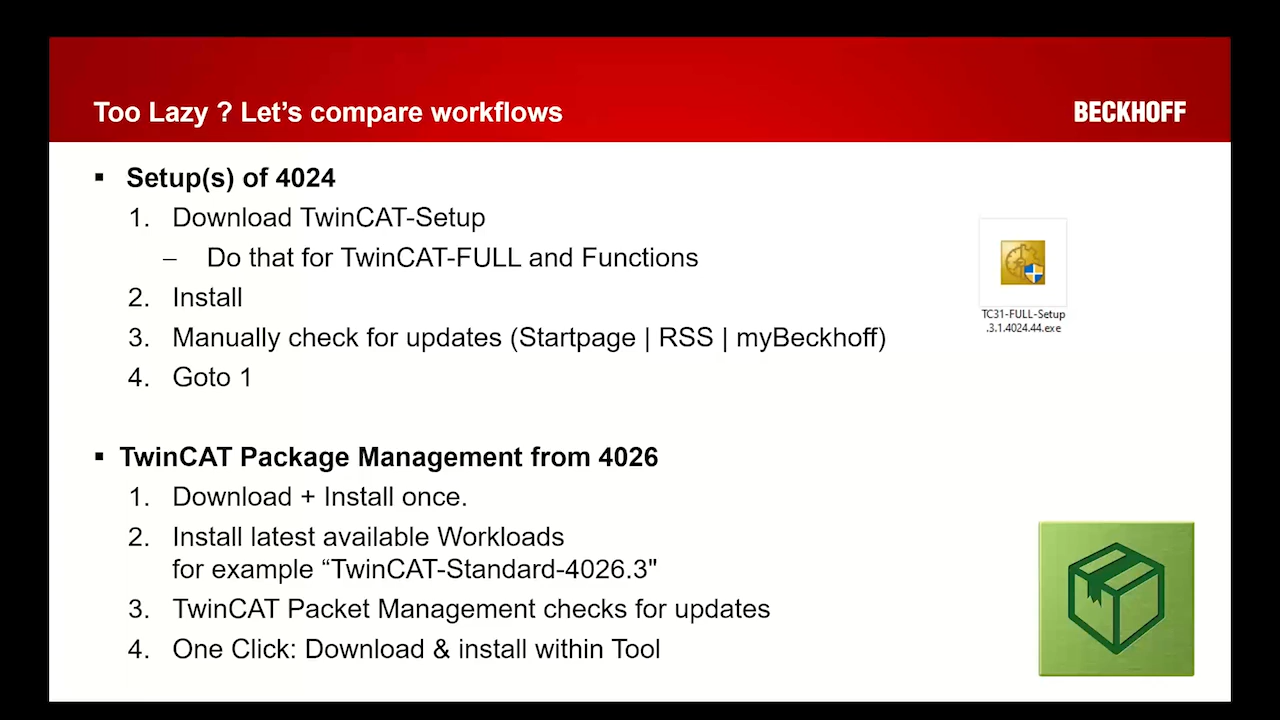 Too Lazy ? Let's compare workflows
BECKHOFF
▪ Setup(s) of 4024
1. Download TwinCAT-Setup
– Do that for TwinCAT-FULL and Functions
2. Install
3. Manually check for updates (Startpage | RSS | myBeckhoff)
4. Goto 1
TC31-FULL-Setup
.3.1.4024.44.exe
▪ TwinCAT Package Management from 4026
1. Download + Install once.
2. Install latest available Workloads
for example “TwinCAT-Standard-4026.3"
3. TwinCAT Packet Management checks for updates
4. One Click: Download & install within Tool